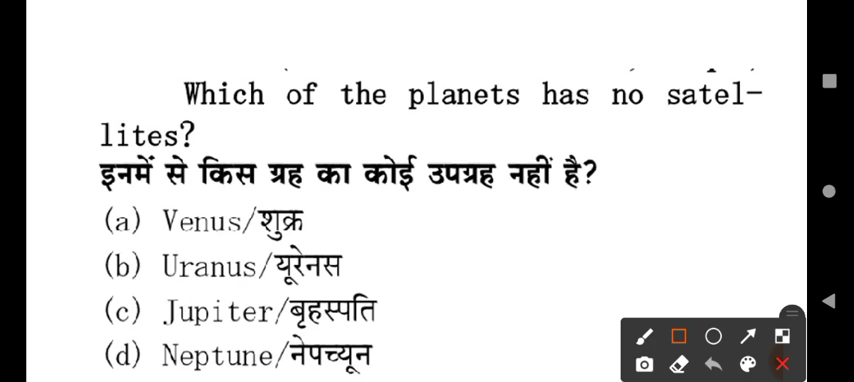 Which of the planets has no satel-
lites?
इनमें से किस ग्रह का कोई उपग्रह नहीं है?
(a) Venus/शुक्र
(b) Uranus/यूरेनस
(c) Jupiter/बृहस्पति
(d) Neptune/नेपच्यून